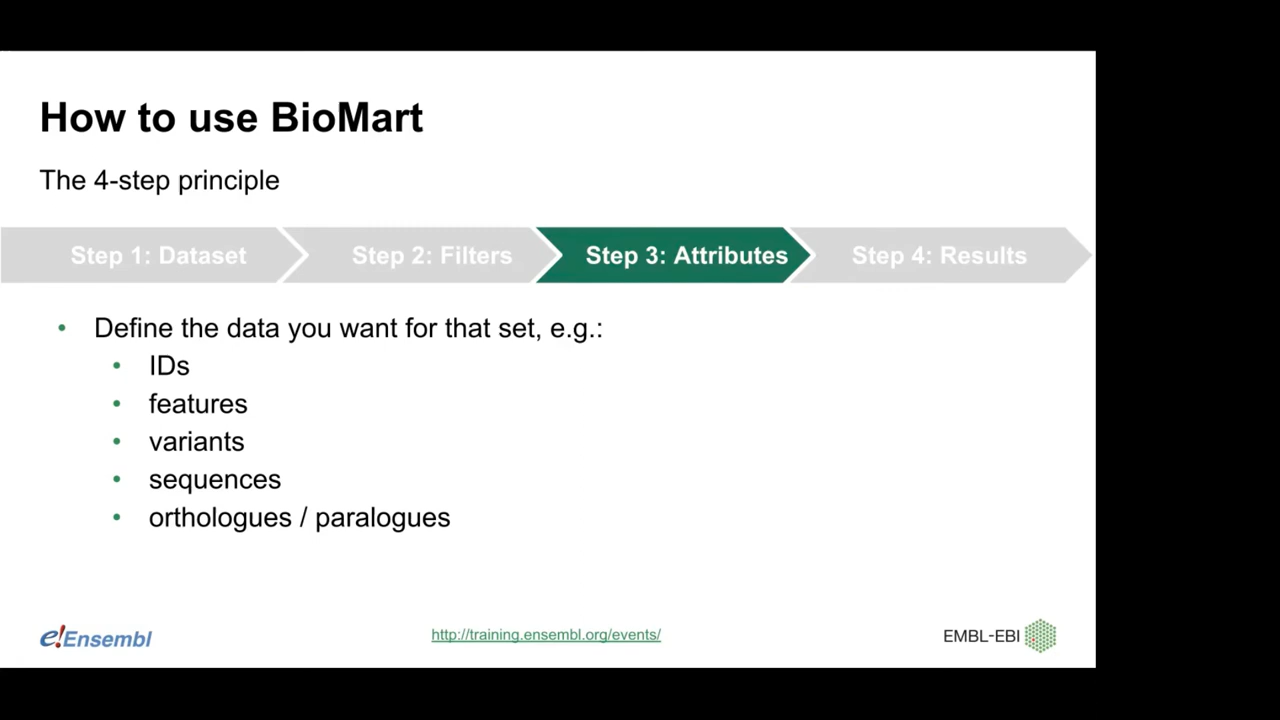 How to use BioMart
The 4-step principle
Step 1: Dataset
Step 2: Filters
Step 3: Attributes
Step 4: Results
• Define the data you want for that set, e.g.:
• IDs
• features
• variants
• sequences
• orthologues / paralogues
e!Ensembl
http://training.ensembl.org/events/
EMBL-EBI